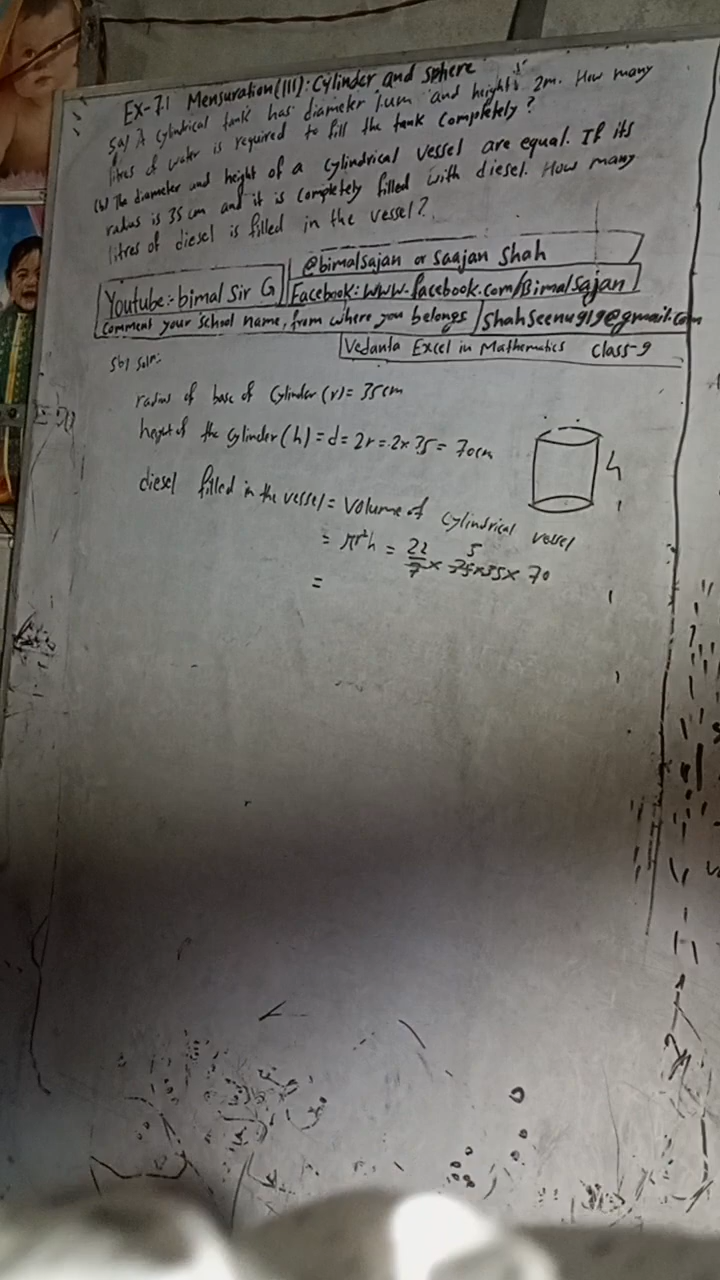 Ex-7.1 Mensuration(III): Cylinder and sphere
5a) A cylindrical tank has diameter 1.4m and height is 2m. How many
litres of water is required to fill the tank completely?
(b) The diameter and height of a cylindrical vessel are equal. If its
radius is 35 cm and it is completely filled with diesel. How many
litres of diesel is filled in the vessel?
@bimalsajan or Saajan Shah
Youtube:- bimal Sir G
Facebook: www.facebook.com/Bimalsajan
Comment your school name, from where you belongs / Shahseenu919@gmail.com
Vedanta Excel in Mathematics Class-9
5b) Soln:
radius of base of cylinder (r) = 35cm
height of the cylinder (h) = d = 2r = 2x35 = 70cm
h
diesel filled in the vessel = Volume of cylindrical vessel
= πr²h = 22/7 x 35x35x 70
5
=